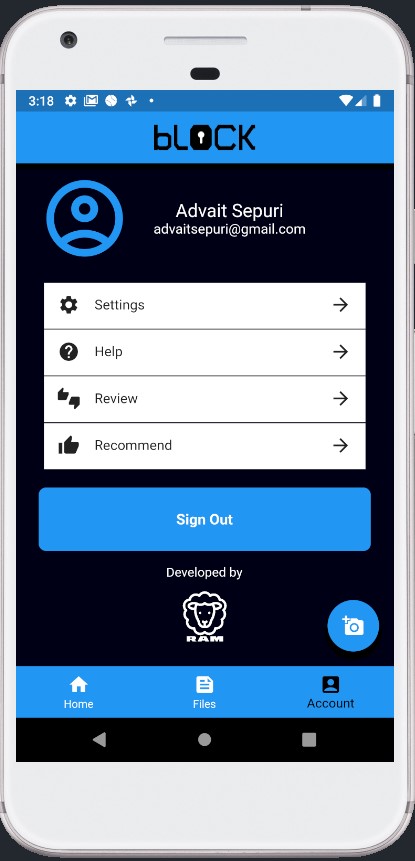 3:18
bLOCK
Advait Sepuri
advaitsepuri@gmail.com
Settings
Help
Review
Recommend
Sign Out
Developed by
RAM
Home
Files
Account